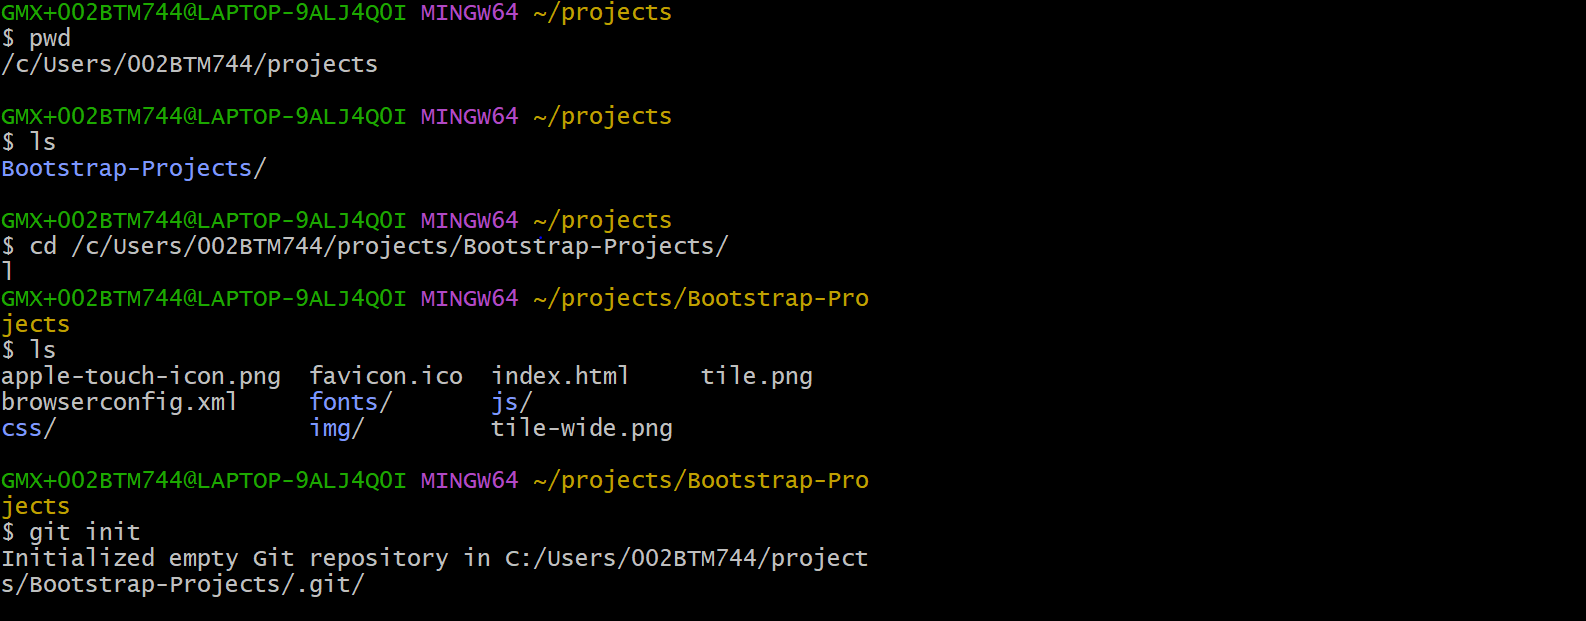 GMX+002BTM744@LAPTOP-9ALJ4Q0I MINGW64 ~/projects
$ pwd
/c/Users/002BTM744/projects
GMX+002BTM744@LAPTOP-9ALJ4Q0I MINGW64 ~/projects
$ ls
Bootstrap-Projects/
GMX+002BTM744@LAPTOP-9ALJ4Q0I MINGW64 ~/projects
$ cd /c/Users/002BTM744/projects/Bootstrap-Projects/
l
GMX+002BTM744@LAPTOP-9ALJ4Q0I MINGW64 ~/projects/Bootstrap-Pro
jects
$ ls
apple-touch-icon.png  favicon.ico  index.html     tile.png
browserconfig.xml     fonts/       js/
css/                  img/         tile-wide.png
GMX+002BTM744@LAPTOP-9ALJ4Q0I MINGW64 ~/projects/Bootstrap-Pro
jects
$ git init
Initialized empty Git repository in C:/Users/002BTM744/project
s/Bootstrap-Projects/.git/